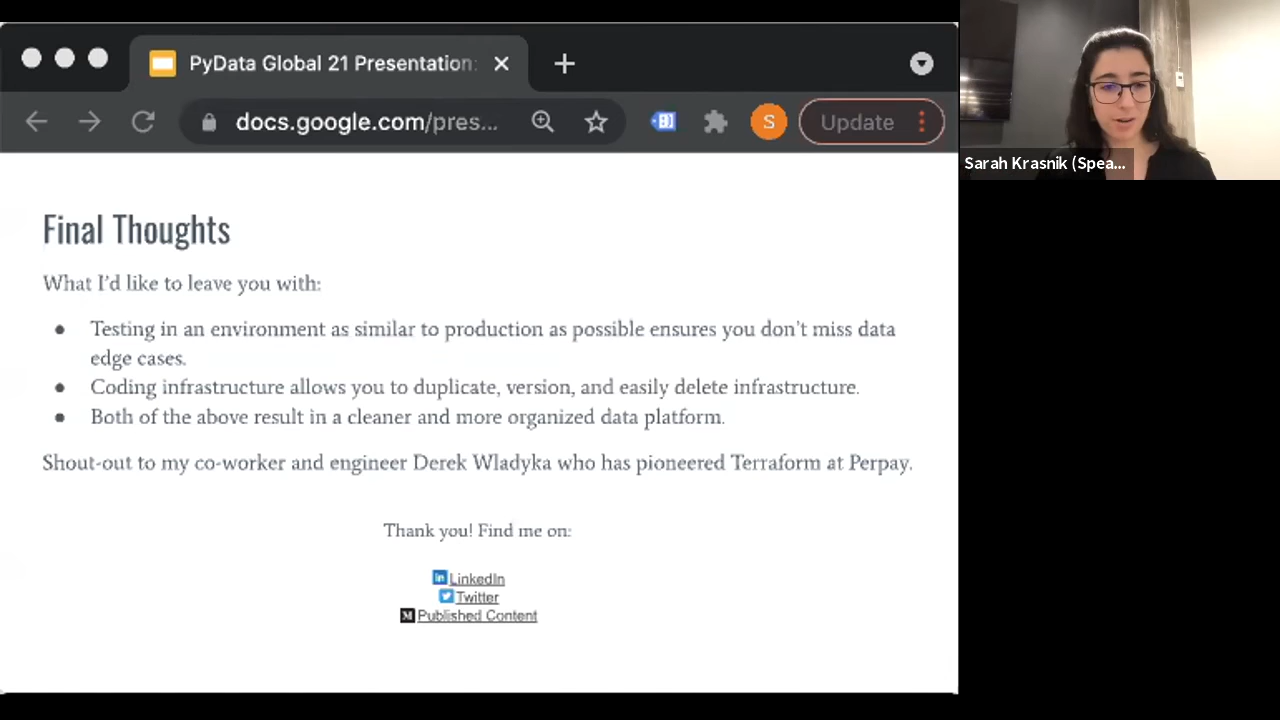 PyData Global 21 Presentation:
docs.google.com/pres...
S
Update
Sarah Krasnik (Spea...
Final Thoughts
What I'd like to leave you with:
● Testing in an environment as similar to production as possible ensures you don't miss data
edge cases.
● Coding infrastructure allows you to duplicate, version, and easily delete infrastructure.
● Both of the above result in a cleaner and more organized data platform.
Shout-out to my co-worker and engineer Derek Wladyka who has pioneered Terraform at Perpay.
Thank you! Find me on:
in LinkedIn
Twitter
M Published Content